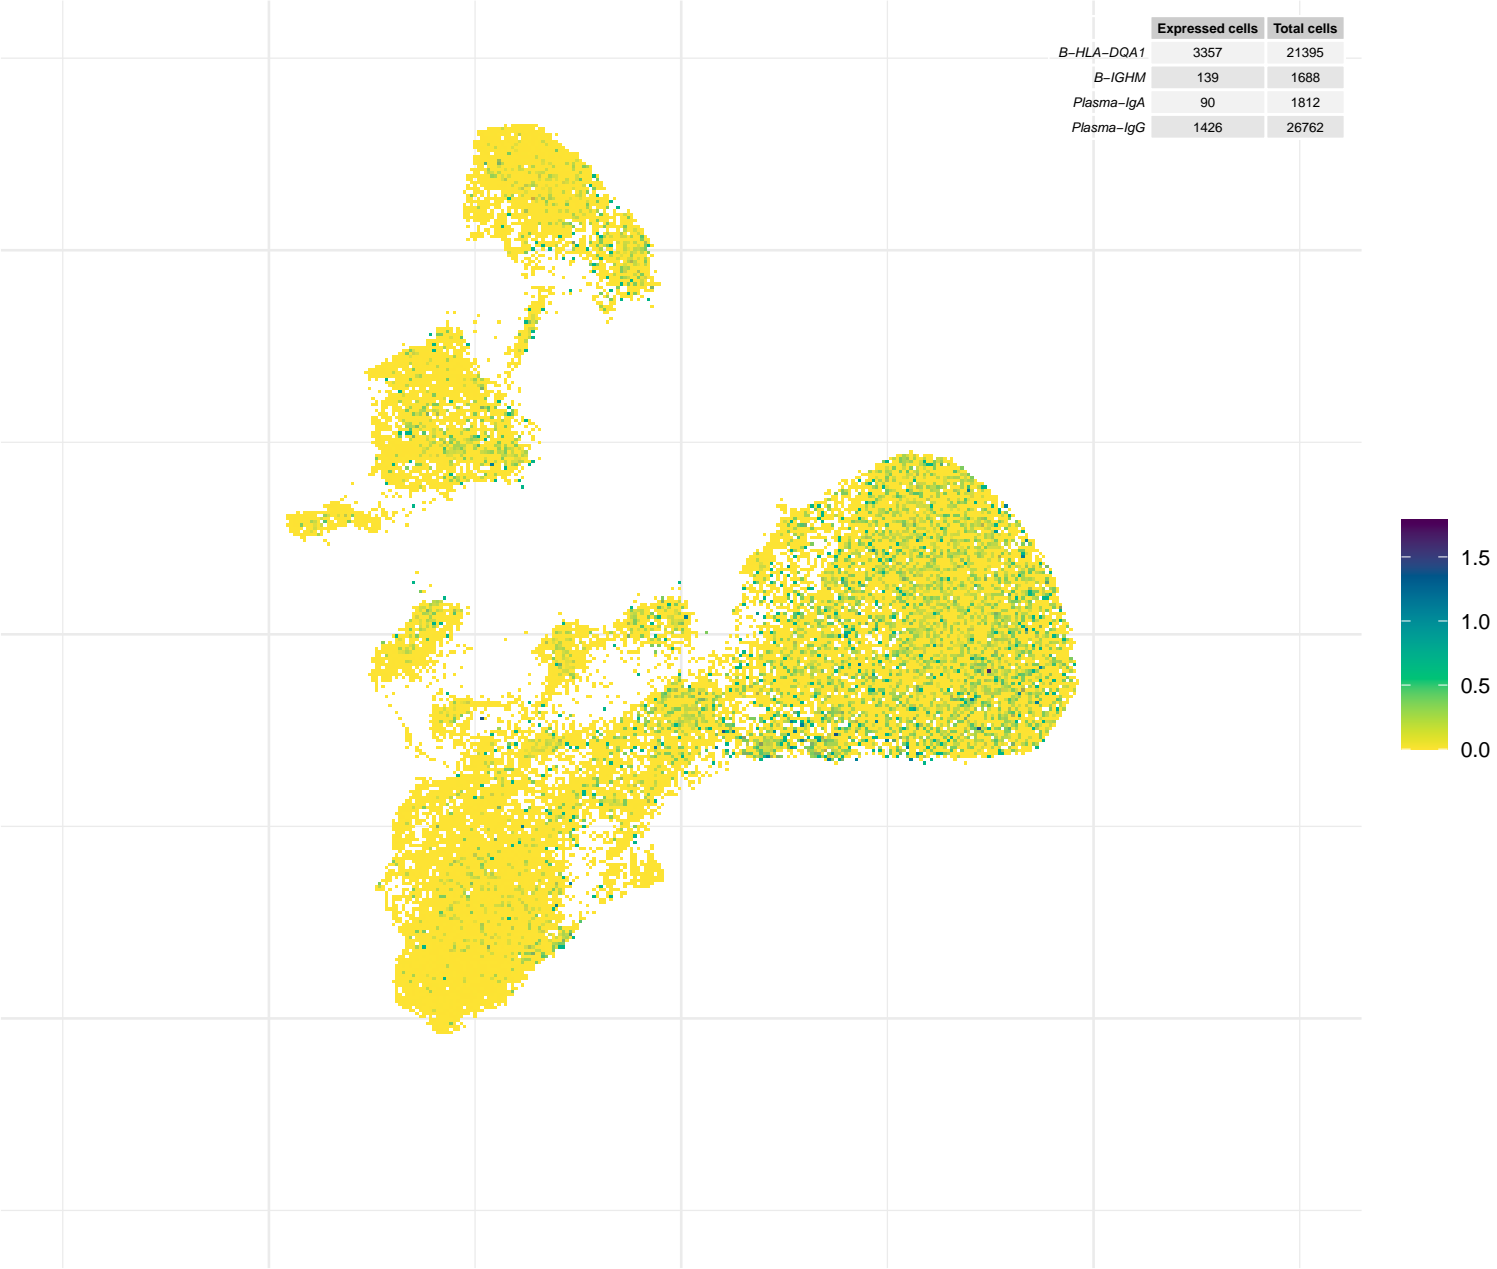 Expressed cells Total cells
B−HLA−DQA1 3357 21395
B−IGHM 139 1688
Plasma−IgA 90 1812
Plasma−IgG 1426 26762
1.5
1.0
0.5
0.0